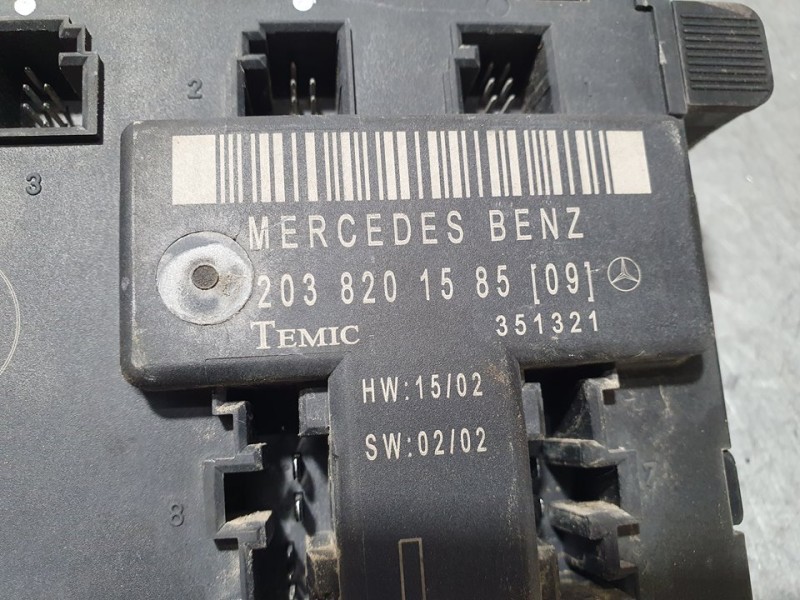 2
1
3
MERCEDES BENZ
203 820 15 85 [09]
TEMIC 351321
HW:15/02
SW:02/02
8
7